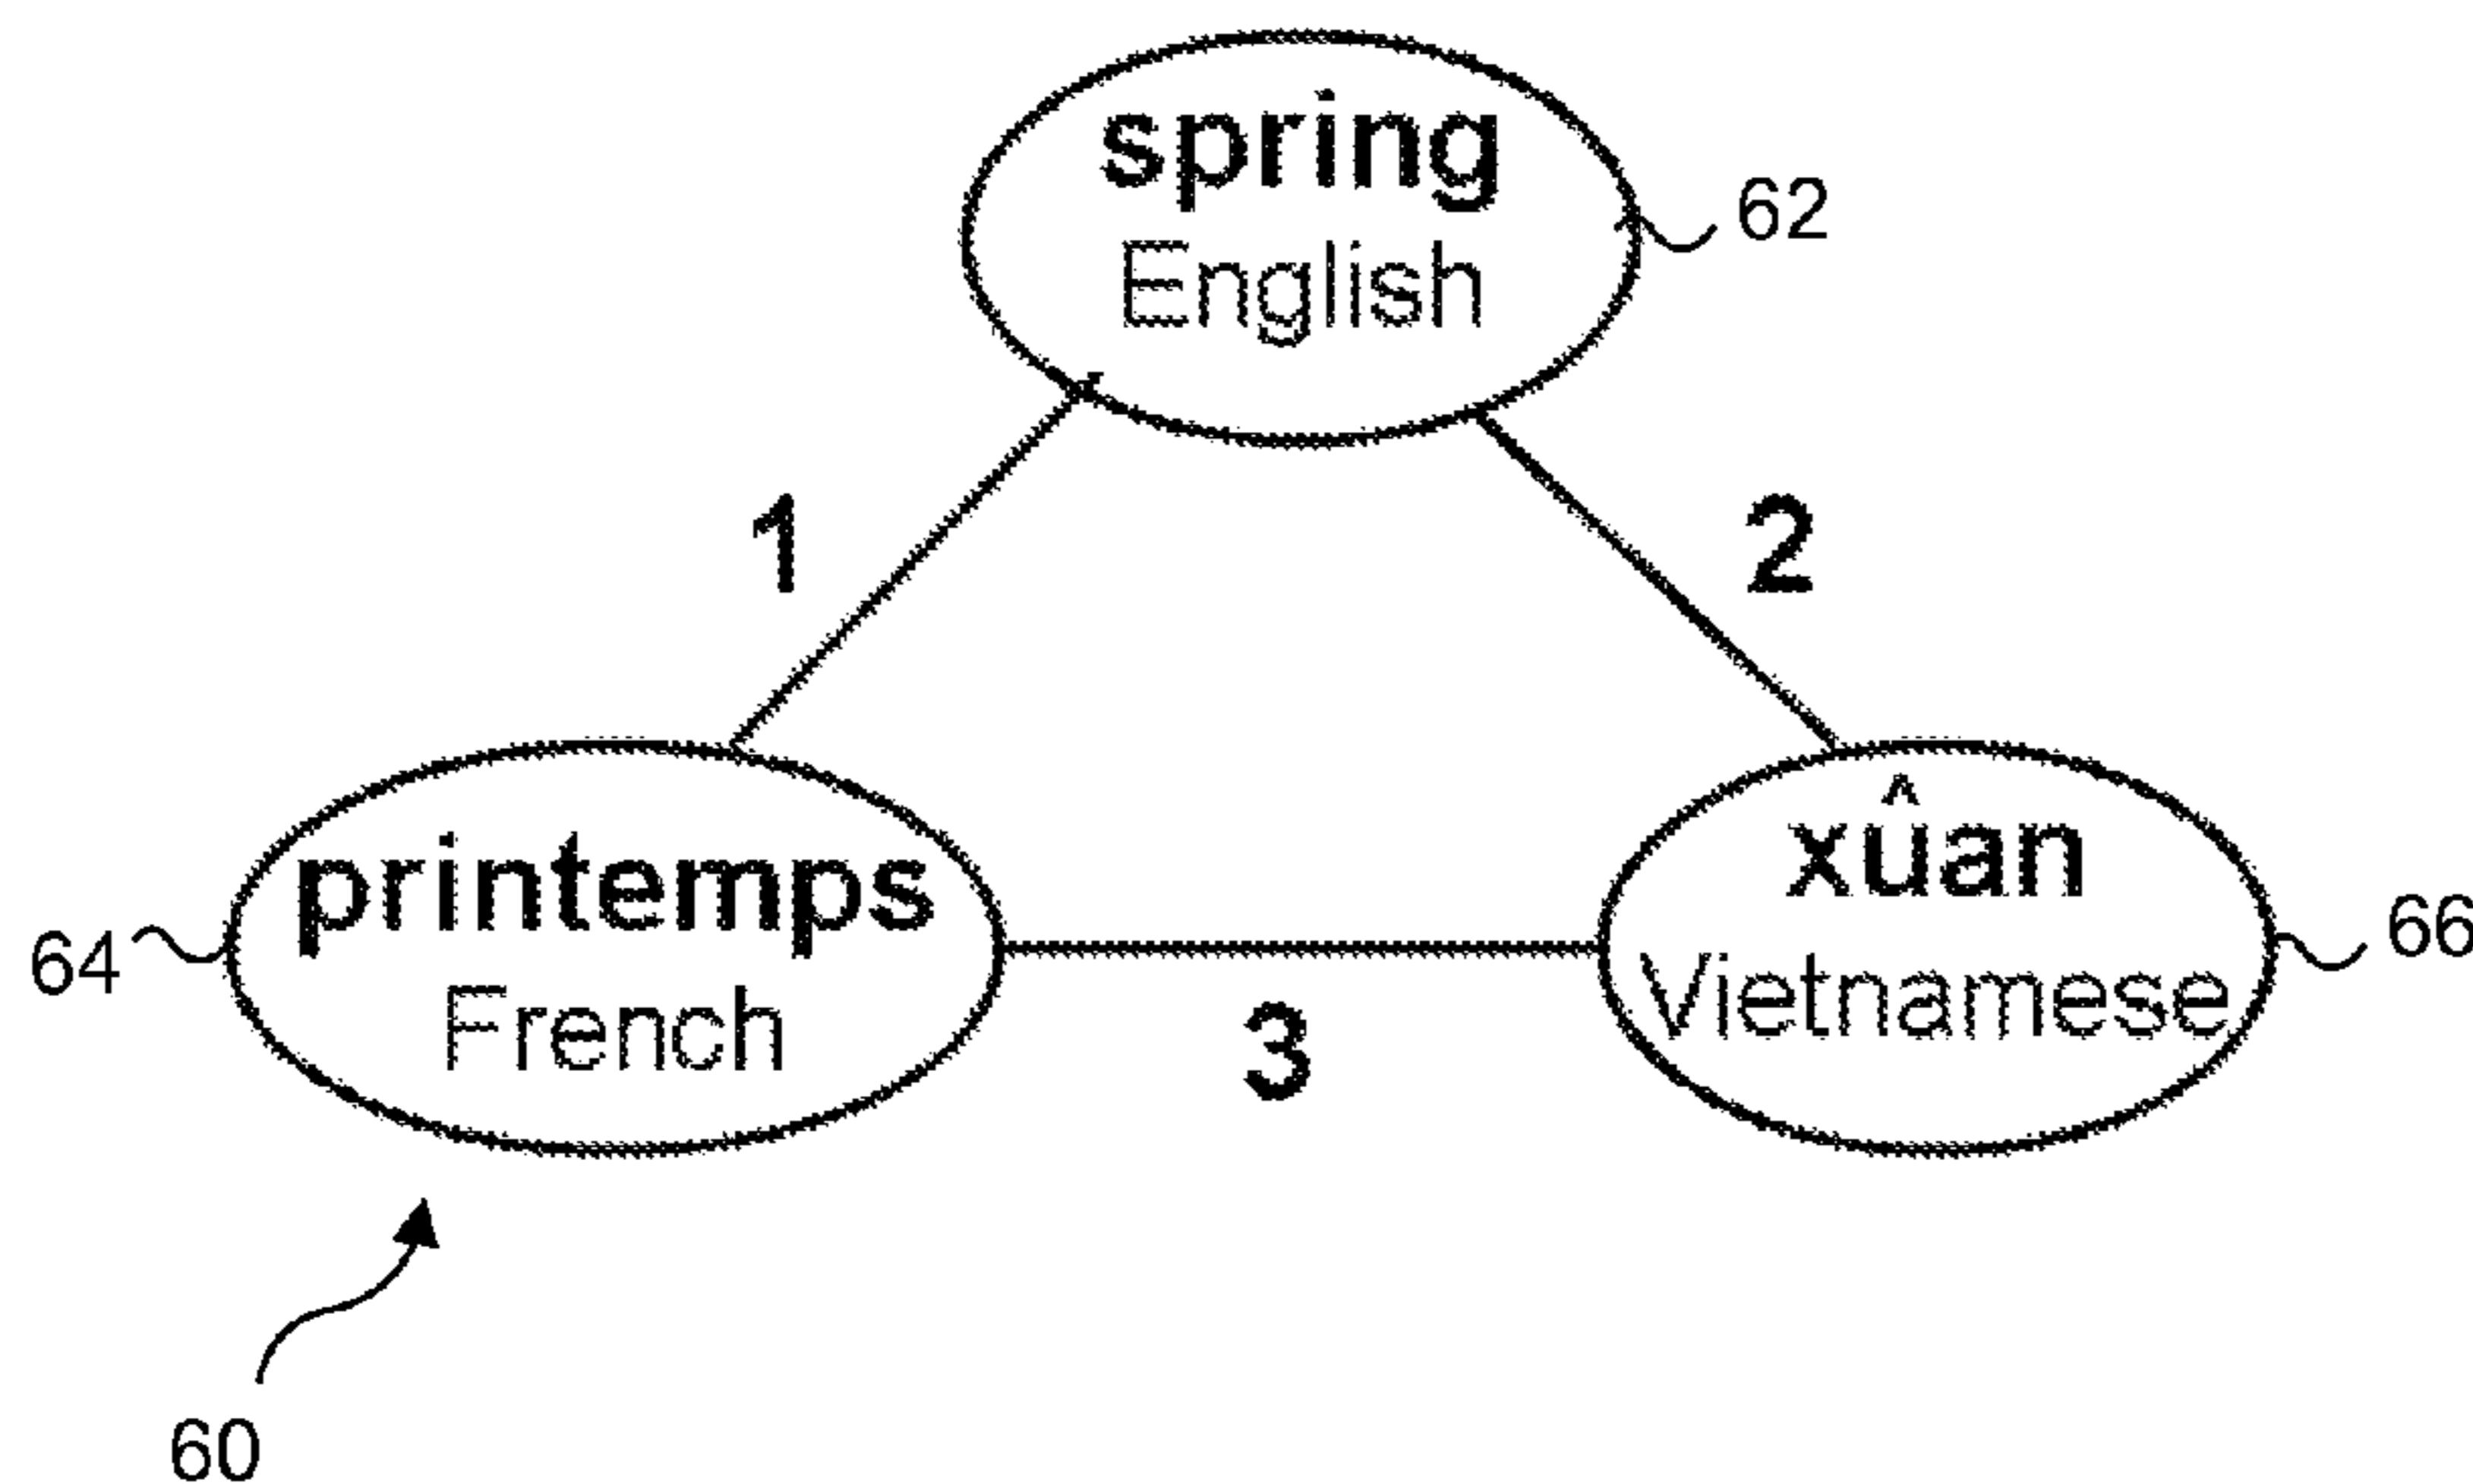 spring
English
62
1
2
printemps
French
64
xûan
Vietnamese
66
3
60